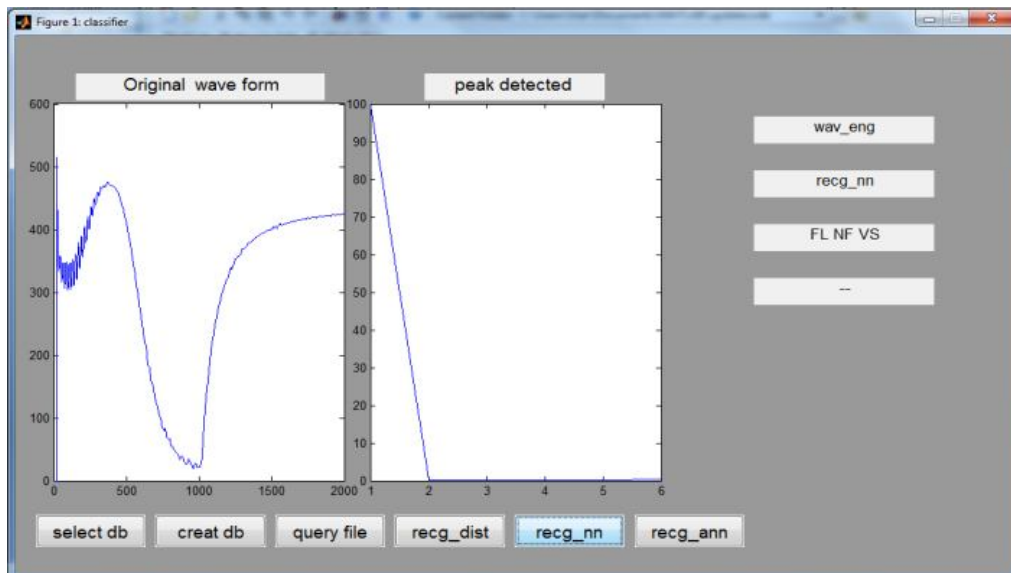 Figure 1: classifier
Original wave form
peak detected
600
500
400
300
200
100
0
0 500 1000 1500 2000
100
90
80
70
60
50
40
30
20
10
0
1 2 3 4 5 6
wav_eng
recg_nn
FL NF VS
--
select db creat db query file recg_dist recg_nn recg_ann